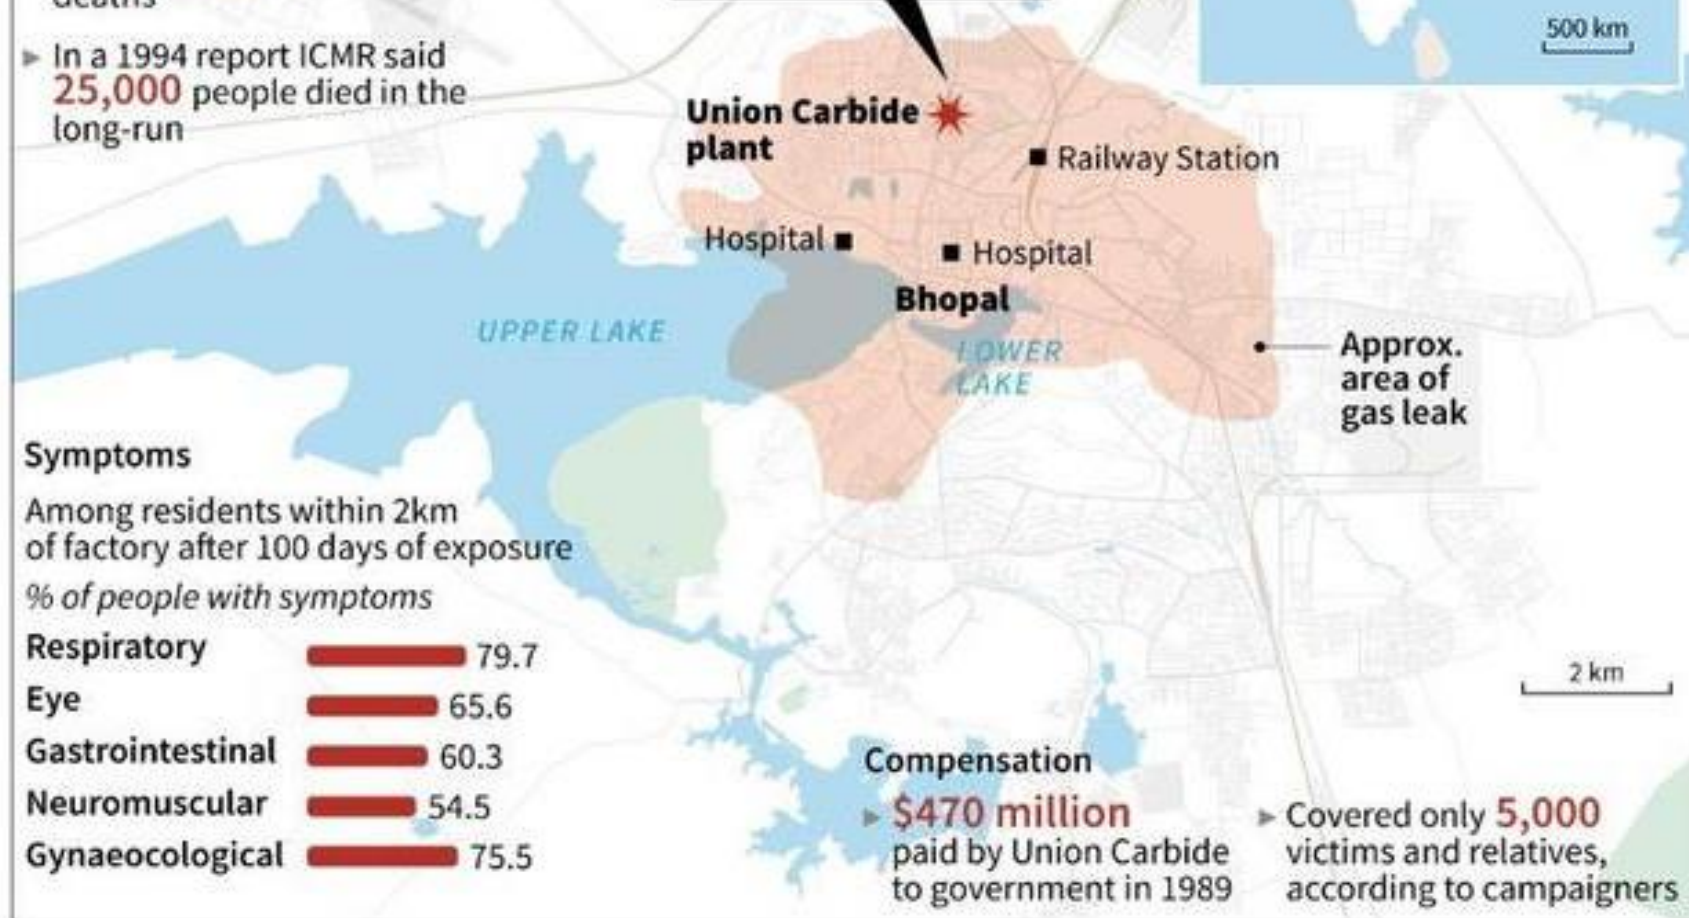 deaths
▶ In a 1994 report ICMR said
25,000 people died in the
long-run
500 km
Union Carbide
plant
Railway Station
Hospital
Hospital
Bhopal
UPPER LAKE
LOWER
LAKE
Approx.
area of
gas leak
Symptoms
Among residents within 2km
of factory after 100 days of exposure
% of people with symptoms
Respiratory 79.7
Eye 65.6
Gastrointestinal 60.3
Neuromuscular 54.5
Gynaeocological 75.5
2 km
Compensation
▶ $470 million
paid by Union Carbide
to government in 1989
▶ Covered only 5,000
victims and relatives,
according to campaigners